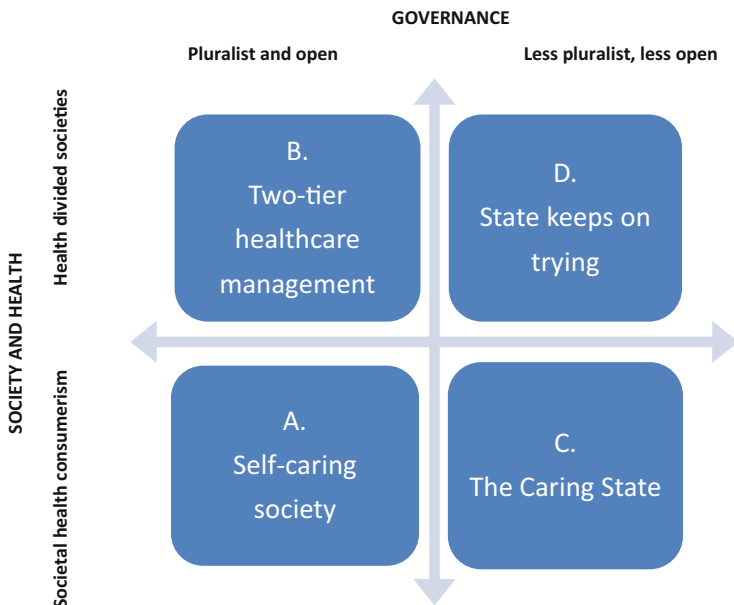 GOVERNANCE
Pluralist and open
Less pluralist, less open
SOCIETY AND HEALTH
Health divided societies
B.
Two-tier
healthcare
management
D.
State keeps on
trying
Societal health consumerism
A.
Self-caring
society
C.
The Caring State